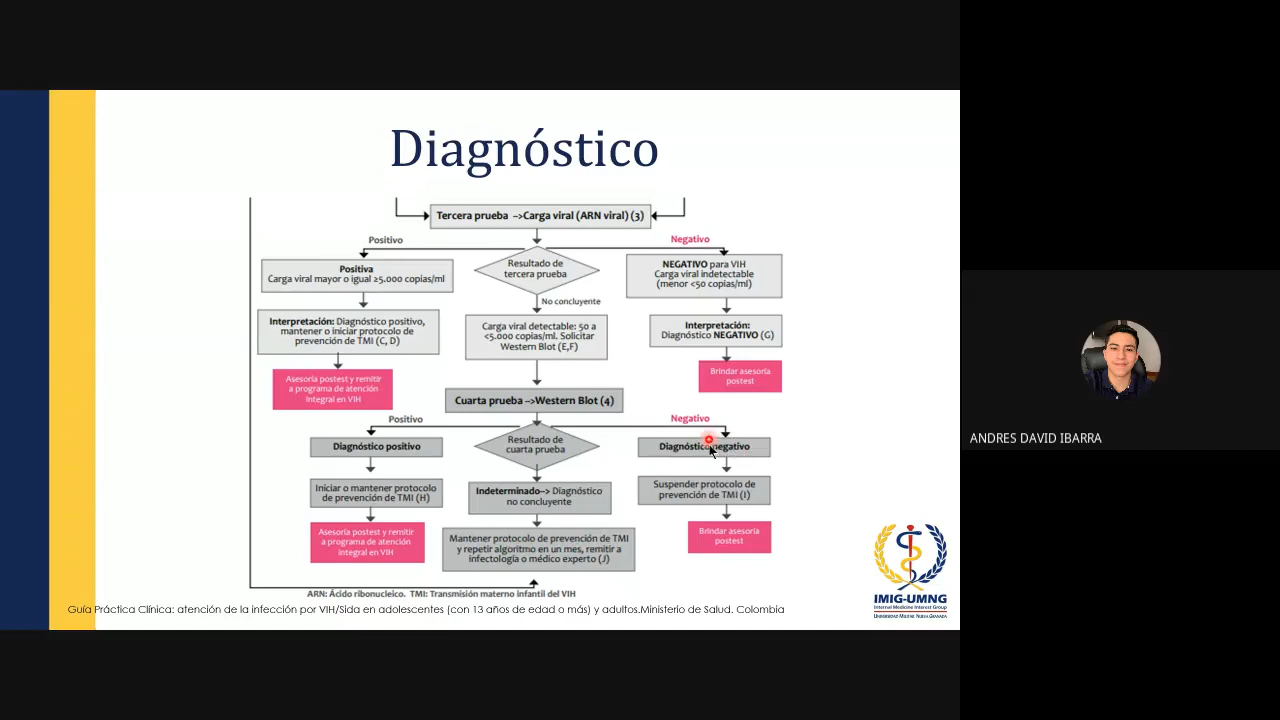 Diagnóstico
Tercera prueba –>Carga viral (ARN viral) (3)
Positivo
Negativo
Positiva
Carga viral mayor o igual ≥5.000 copias/ml
Resultado de
tercera prueba
NEGATIVO para VIH
Carga viral indetectable
(menor <50 copias/ml)
No concluyente
Interpretación: Diagnóstico positivo,
mantener o iniciar protocolo de
prevención de TMI (C, D)
Carga viral detectable: 50 a
<5.000 copias/ml. Solicitar
Western Blot (E,F)
Interpretación:
Diagnóstico NEGATIVO (G)
Asesoría postest y remitir
a programa de atención
integral en VIH
Brindar asesoría
postest
Cuarta prueba –>Western Blot (4)
Positivo
Negativo
Diagnóstico positivo
Resultado de
cuarta prueba
Diagnóstico negativo
Iniciar o mantener protocolo
de prevención de TMI (H)
Indeterminado–> Diagnóstico
no concluyente
Suspender protocolo de
prevención de TMI (I)
Asesoría postest y remitir
a programa de atención
integral en VIH
Mantener protocolo de prevención de TMI
y repetir algoritmo en un mes, remitir a
infectología o médico experto (J)
Brindar asesoría
postest
ARN: Ácido ribonucleico. TMI: Transmisión materno infantil del VIH
Guía Práctica Clínica: atención de la infección por VIH/Sida en adolescentes (con 13 años de edad o más) y adultos.Ministerio de Salud. Colombia
IMIG-UMNG
Internal Medicine Interest Group
Universidad Militar Nueva Granada
ANDRES DAVID IBARRA